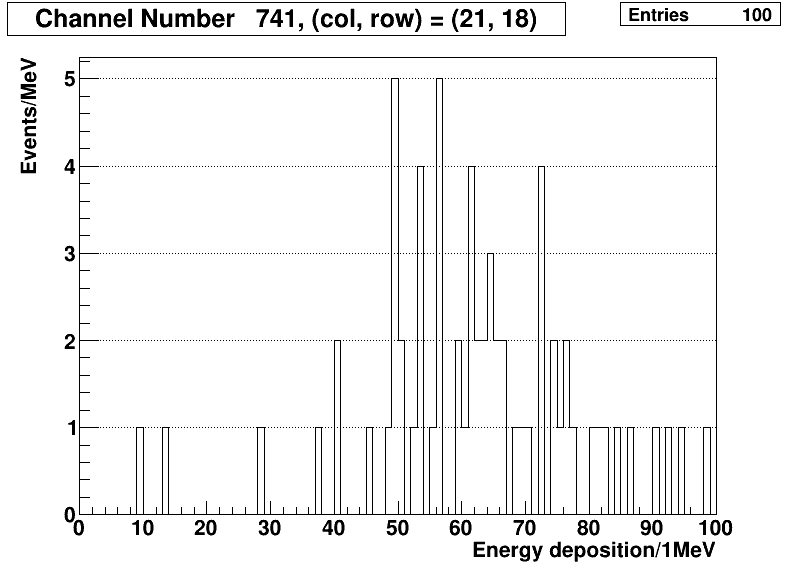 Channel Number 741, (col, row) = (21, 18)
Entries 100
Events/MeV
5
4
3
2
1
0
0 10 20 30 40 50 60 70 80 90 100
Energy deposition/1MeV